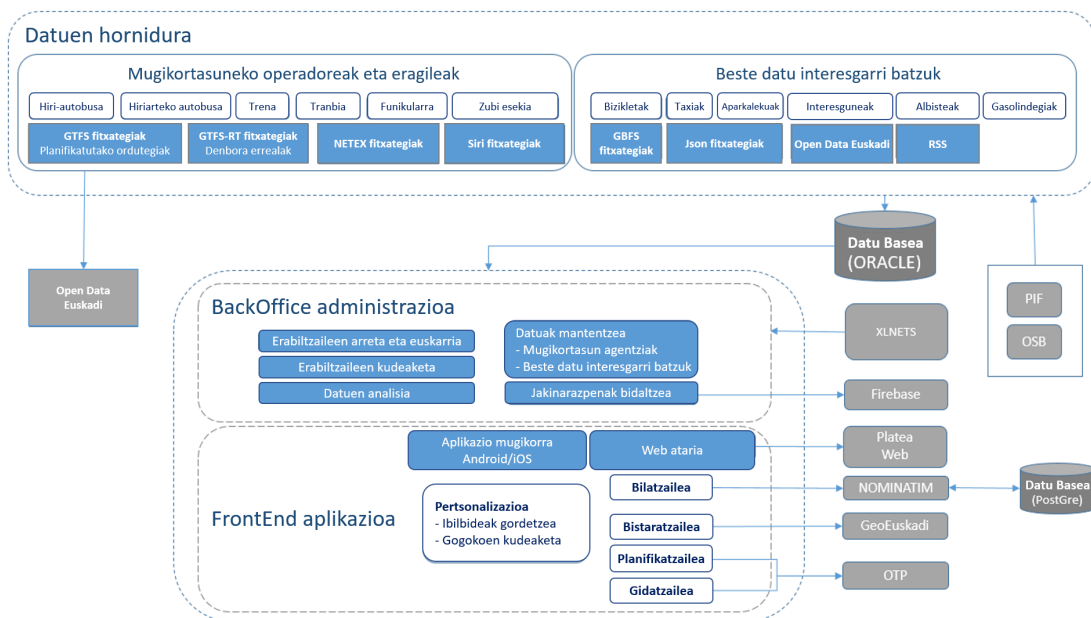 Datuen hornidura
Mugikortasuneko operadoreak eta eragileak
Hiri-autobusa
Hiriarteko autobusa
Trena
Tranbia
Funikularra
Zubi esekia
GTFS fitxategiak
Planifikatutako ordutegiak
GTFS-RT fitxategiak
Denbora errealak
NETEX fitxategiak
Siri fitxategiak
Beste datu interesgarri batzuk
Bizikletak
Taxiak
Aparkalekuak
Interesguneak
Albisteak
Gasolindegiak
GBFS
fitxategiak
Json fitxategiak
Open Data Euskadi
RSS
Open Data
Euskadi
Datu Basea
(ORACLE)
PIF
OSB
BackOffice administrazioa
Erabiltzaileen arreta eta euskarria
Erabiltzaileen kudeaketa
Datuen analisia
Datuak mantentzea
- Mugikortasun agentziak
- Beste datu interesgarri batzuk
Jakinarazpenak bidaltzea
XLNETS
Firebase
FrontEnd aplikazioa
Aplikazio mugikorra
Android/iOS
Web ataria
Pertsonalizazioa
- Ibilbideak gordetzea
- Gogokoen kudeaketa
Bilatzailea
Bistaratzailea
Planifikatzailea
Gidatzailea
Platea
Web
NOMINATIM
GeoEuskadi
OTP
Datu Basea
(PostGre)